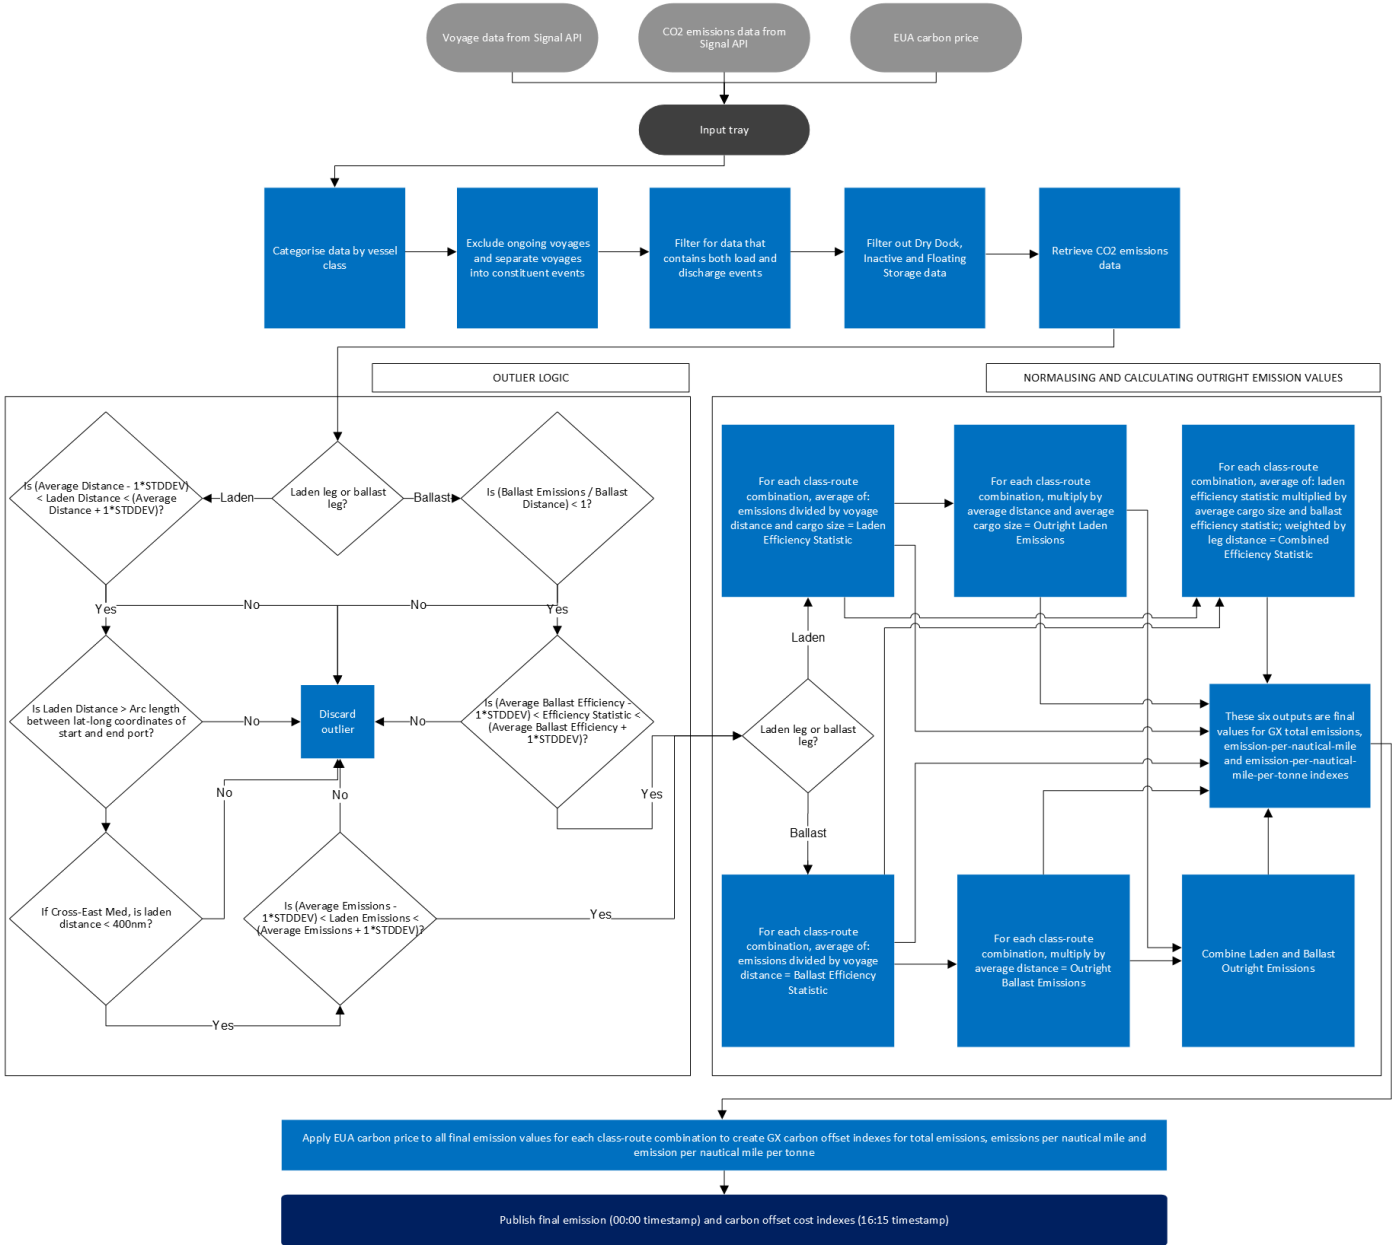 Voyage data from Signal API
CO2 emissions data from
Signal API
EUA carbon price
Input tray
Categorise data by vessel
class
Exclude ongoing voyages
and separate voyages
into constituent events
Filter for data that
contains both load and
discharge events
Filter out Dry Dock,
Inactive and Floating
Storage data
Retrieve CO2 emissions
data
OUTLIER LOGIC
NORMALISING AND CALCULATING OUTRIGHT EMISSION VALUES
Is (Average Distance - 1*STDDEV)
< Laden Distance < (Average
Distance + 1*STDDEV)?
Laden
Laden leg or ballast
leg?
Ballast
Is (Ballast Emissions / Ballast
Distance) < 1?
Yes
No
No
Yes
Is Laden Distance > Arc length
between lat-long coordinates of
start and end port?
No
Discard
outlier
No
Is (Average Ballast Efficiency -
1*STDDEV) < Efficiency Statistic <
(Average Ballast Efficiency +
1*STDDEV)?
No
No
Yes
If Cross-East Med, is laden
distance < 400nm?
Is (Average Emissions -
1*STDDEV) < Laden Emissions <
(Average Emissions + 1*STDDEV)?
Yes
Yes
For each class-route
combination, average of:
emissions divided by voyage
distance and cargo size = Laden
Efficiency Statistic
For each class-route
combination, multiply by
average distance and average
cargo size = Outright Laden
Emissions
For each class-route
combination, average of: laden
efficiency statistic multiplied by
average cargo size and ballast
efficiency statistic; weighted by
leg distance = Combined
Efficiency Statistic
Laden
Laden leg or ballast
leg?
These six outputs are final
values for GX total emissions,
emission-per-nautical-mile
and emission-per-nautical-
mile-per-tonne indexes
Ballast
For each class-route
combination, average of:
emissions divided by voyage
distance = Ballast Efficiency
Statistic
For each class-route
combination, multiply by
average distance = Outright
Ballast Emissions
Combine Laden and Ballast
Outright Emissions
Apply EUA carbon price to all final emission values for each class-route combination to create GX carbon offset indexes for total emissions, emissions per nautical mile and
emission per nautical mile per tonne
Publish final emission (00:00 timestamp) and carbon offset cost indexes (16:15 timestamp)